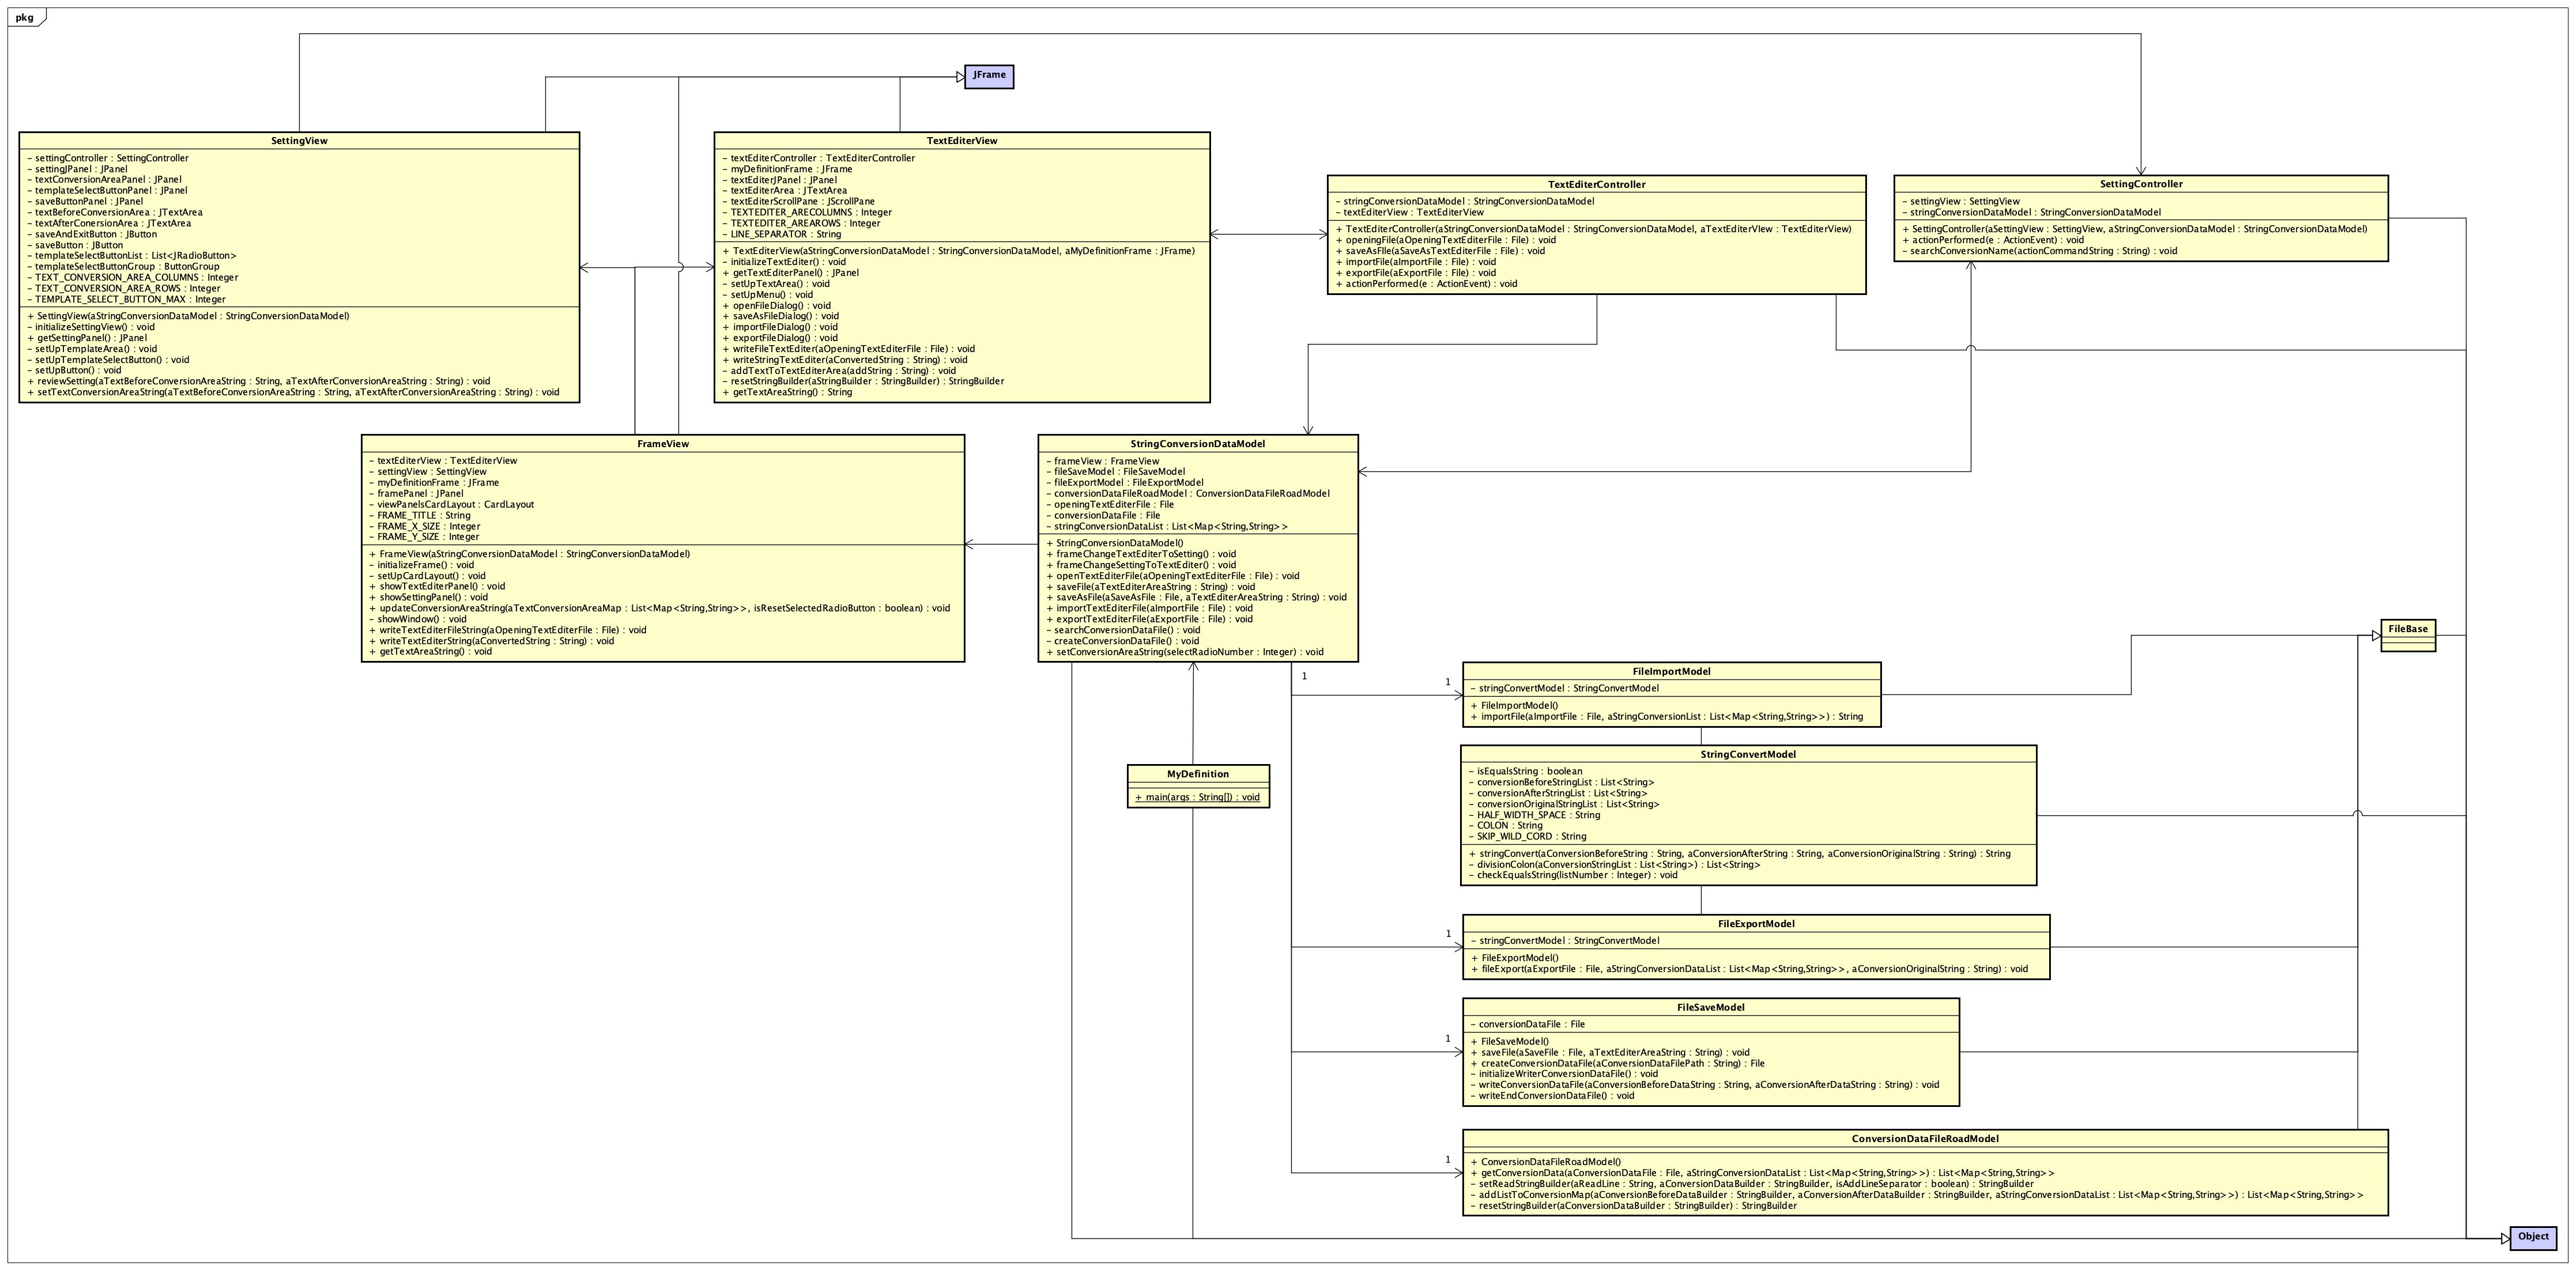 pkg
JFrame
SettingView
– settingController : SettingController
– settingJPanel : JPanel
– textConversionAreaPanel : JPanel
– templateSelectButtonPanel : JPanel
– saveButtonPanel : JPanel
– textBeforeConversionArea : JTextArea
– textAfterConersionArea : JTextArea
– saveAndExitButton : JButton
– saveButton : JButton
– templateSelectButtonList : List<JRadioButton>
– templateSelectButtonGroup : ButtonGroup
– TEXT_CONVERSION_AREA_COLUMNS : Integer
– TEXT_CONVERSION_AREA_ROWS : Integer
– TEMPLATE_SELECT_BUTTON_MAX : Integer
+ SettingView(aStringConversionDataModel : StringConversionDataModel)
– initializeSettingView() : void
+ getSettingPanel() : JPanel
– setUpTemplateArea() : void
– setUpTemplateSelectButton() : void
– setUpButton() : void
+ reviewSetting(aTextBeforeConversionAreaString : String, aTextAfterConversionAreaString : String) : void
+ setTextConversionAreaString(aTextBeforeConversionAreaString : String, aTextAfterConversionAreaString : String) : void
TextEditerView
– textEditerController : TextEditerController
– myDefinitionFrame : JFrame
– textEditerJPanel : JPanel
– textEditerArea : JTextArea
– textEditerScrollPane : JScrollPane
– TEXTEDITER_ARECOLUMNS : Integer
– TEXTEDITER_AREAROWS : Integer
– LINE_SEPARATOR : String
+ TextEditerView(aStringConversionDataModel : StringConversionDataModel, aMyDefinitionFrame : JFrame)
– initializeTextEditer() : void
+ getTextEditerPanel() : JPanel
– setUpTextArea() : void
– setUpMenu() : void
+ openFileDialog() : void
+ saveAsFileDialog() : void
+ importFileDialog() : void
+ exportFileDialog() : void
+ writeFileTextEditer(aOpeningTextEditerFile : File) : void
+ writeStringTextEditer(aConvertedString : String) : void
– addTextToTextEditerArea(addString : String) : void
– resetStringBuilder(aStringBuilder : StringBuilder) : StringBuilder
+ getTextAreaString() : String
TextEditerController
– stringConversionDataModel : StringConversionDataModel
– textEditerView : TextEditerView
+ TextEditerController(aStringConversionDataModel : StringConversionDataModel, aTextEditerVIew : TextEditerView)
+ openingFile(aOpeningTextEditerFile : File) : void
+ saveAsFIle(aSaveAsTextEditerFile : File) : void
+ importFile(aImportFile : File) : void
+ exportFile(aExportFile : File) : void
+ actionPerformed(e : ActionEvent) : void
SettingController
– settingView : SettingView
– stringConversionDataModel : StringConversionDataModel
+ SettingController(aSettingView : SettingView, aStringConversionDataModel : StringConversionDataModel)
+ actionPerformed(e : ActionEvent) : void
– searchConversionName(actionCommandString : String) : void
FrameView
– textEditerView : TextEditerView
– settingView : SettingView
– myDefinitionFrame : JFrame
– framePanel : JPanel
– viewPanelsCardLayout : CardLayout
– FRAME_TITLE : String
– FRAME_X_SIZE : Integer
– FRAME_Y_SIZE : Integer
+ FrameView(aStringConversionDataModel : StringConversionDataModel)
– initializeFrame() : void
– setUpCardLayout() : void
+ showTextEditerPanel() : void
+ showSettingPanel() : void
+ updateConversionAreaString(aTextConversionAreaMap : List<Map<String,String>>, isResetSelectedRadioButton : boolean) : void
– showWindow() : void
+ writeTextEditerFileString(aOpeningTextEditerFile : File) : void
+ writeTextEditerString(aConvertedString : String) : void
+ getTextAreaString() : void
StringConversionDataModel
– frameView : FrameView
– fileSaveModel : FileSaveModel
– fileExportModel : FileExportModel
– conversionDataFileRoadModel : ConversionDataFileRoadModel
– openingTextEditerFile : File
– conversionDataFile : File
– stringConversionDataList : List<Map<String,String>>
+ StringConversionDataModel()
+ frameChangeTextEditerToSetting() : void
+ frameChangeSettingToTextEditer() : void
+ openTextEditerFile(aOpeningTextEditerFile : File) : void
+ saveFile(aTextEditerAreaString : String) : void
+ saveAsFile(aSaveAsFile : File, aTextEditerAreaString : String) : void
+ importTextEditerFile(aImportFile : File) : void
+ exportTextEditerFile(aExportFile : File) : void
– searchConversionDataFile() : void
– createConversionDataFile() : void
+ setConversionAreaString(selectRadioNumber : Integer) : void
MyDefinition
+ main(args : String[]) : void
FileBase
1
1
FileImportModel
– stringConvertModel : StringConvertModel
+ FileImportModel()
+ importFile(aImportFile : File, aStringConversionList : List<Map<String,String>>) : String
StringConvertModel
– isEqualsString : boolean
– conversionBeforeStringList : List<String>
– conversionAfterStringList : List<String>
– conversionOriginalStringList : List<String>
– HALF_WIDTH_SPACE : String
– COLON : String
– SKIP_WILD_CORD : String
+ stringConvert(aConversionBeforeString : String, aConversionAfterString : String, aConversionOriginalString : String) : String
– divisionColon(aConversionStringList : List<String>) : List<String>
– checkEqualsString(listNumber : Integer) : void
1
FileExportModel
– stringConvertModel : StringConvertModel
+ FileExportModel()
+ fileExport(aExportFile : File, aStringConversionDataList : List<Map<String,String>>, aConversionOriginalString : String) : void
1
FileSaveModel
– conversionDataFile : File
+ FileSaveModel()
+ saveFile(aSaveFile : File, aTextEditerAreaString : String) : void
+ createConversionDataFile(aConversionDataFilePath : String) : File
– initializeWriterConversionDataFile() : void
– writeConversionDataFile(aConversionBeforeDataString : String, aConversionAfterDataString : String) : void
– writeEndConversionDataFile() : void
1
ConversionDataFileRoadModel
+ ConversionDataFileRoadModel()
+ getConversionData(aConversionDataFile : File, aStringConversionDataList : List<Map<String,String>>) : List<Map<String,String>>
– setReadStringBuilder(aReadLine : String, aConversionDataBuilder : StringBuilder, isAddLineSeparator : boolean) : StringBuilder
– addListToConversionMap(aConversionBeforeDataBuilder : StringBuilder, aConversionAfterDataBuilder : StringBuilder, aStringConversionDataList : List<Map<String,String>>) : List<Map<String,String>>
– resetStringBuilder(aConversionDataBuilder : StringBuilder) : StringBuilder
Object